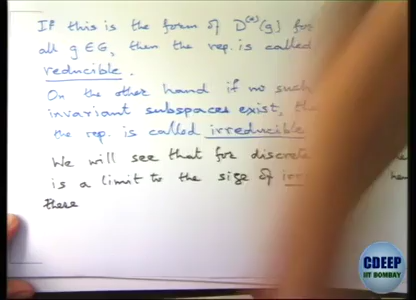 If this is the form of D^(R)(g) for
all g ∈ G, then the rep. is called
reducible.
On the other hand if no such
invariant subspaces exist,
the rep. is called irreducible
We will see that for discrete
is a limit to the size of
these
CDEEP
IIT BOMBAY